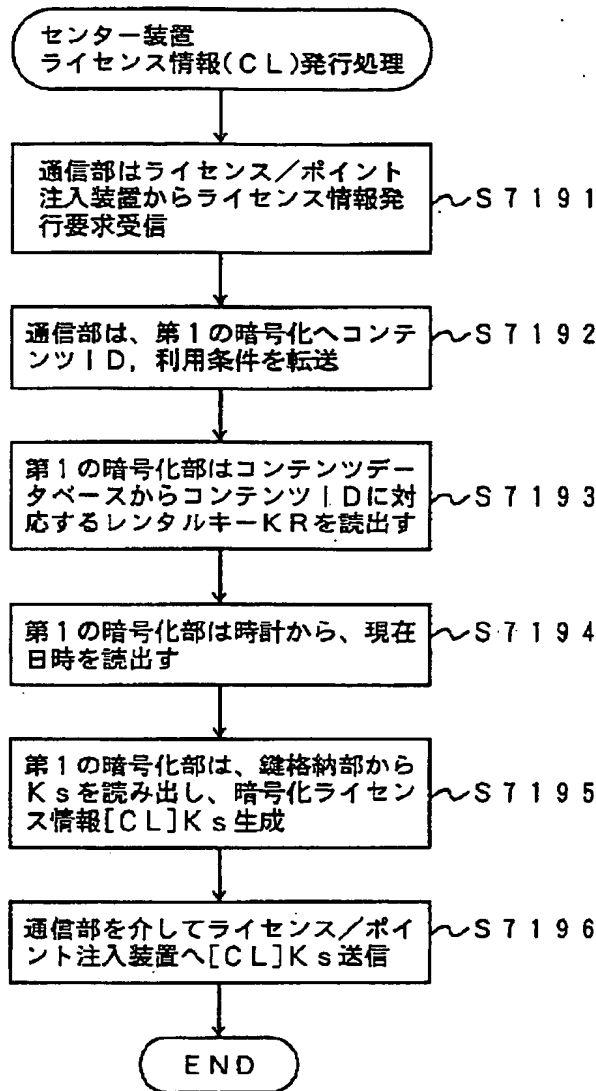 センター装置
ライセンス情報(CL)発行処理
通信部はライセンス／ポイント
注入装置からライセンス情報発
行要求受信
S7191
通信部は、第1の暗号化へコンテ
ンツID，利用条件を転送
S7192
第1の暗号化部はコンテンツデー
タベースからコンテンツIDに対
応するレンタルキーKRを読出す
S7193
第1の暗号化部は時計から、現在
日時を読出す
S7194
第1の暗号化部は、鍵格納部から
Ksを読み出し、暗号化ライセン
ス情報[CL]Ks生成
S7195
通信部を介してライセンス／ポイ
ント注入装置へ[CL]Ks送信
S7196
END